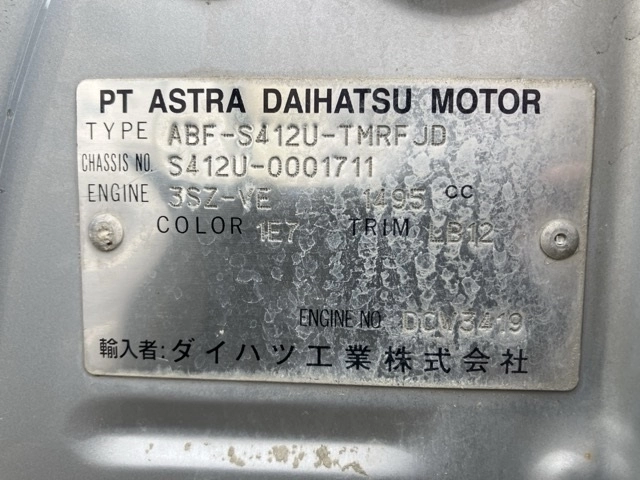 PT ASTRA DAIHATSU MOTOR
TYPE ABF-S412U-TMRFJD
CHASSIS NO. S412U-0001711
ENGINE 3SZ-VE 1495 CC
COLOR 1E7 TRIM LB12
ENGINE NO DCW3419
輸入者:ダイハツ工業株式会社